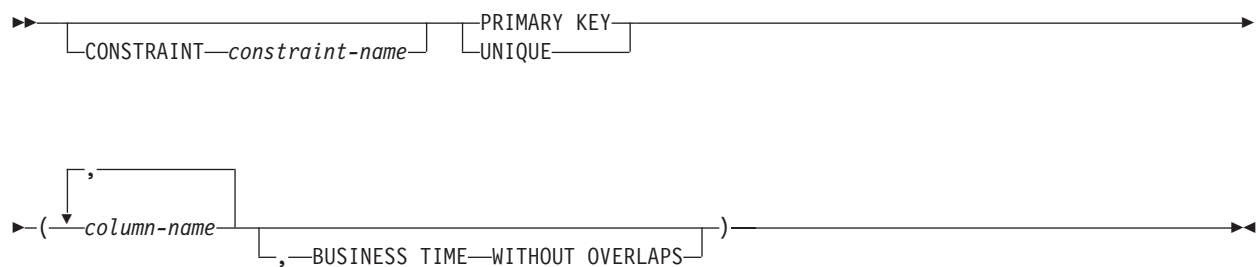 PRIMARY KEY
CONSTRAINT constraint-name UNIQUE
,
( column-name )
, BUSINESS TIME WITHOUT OVERLAPS